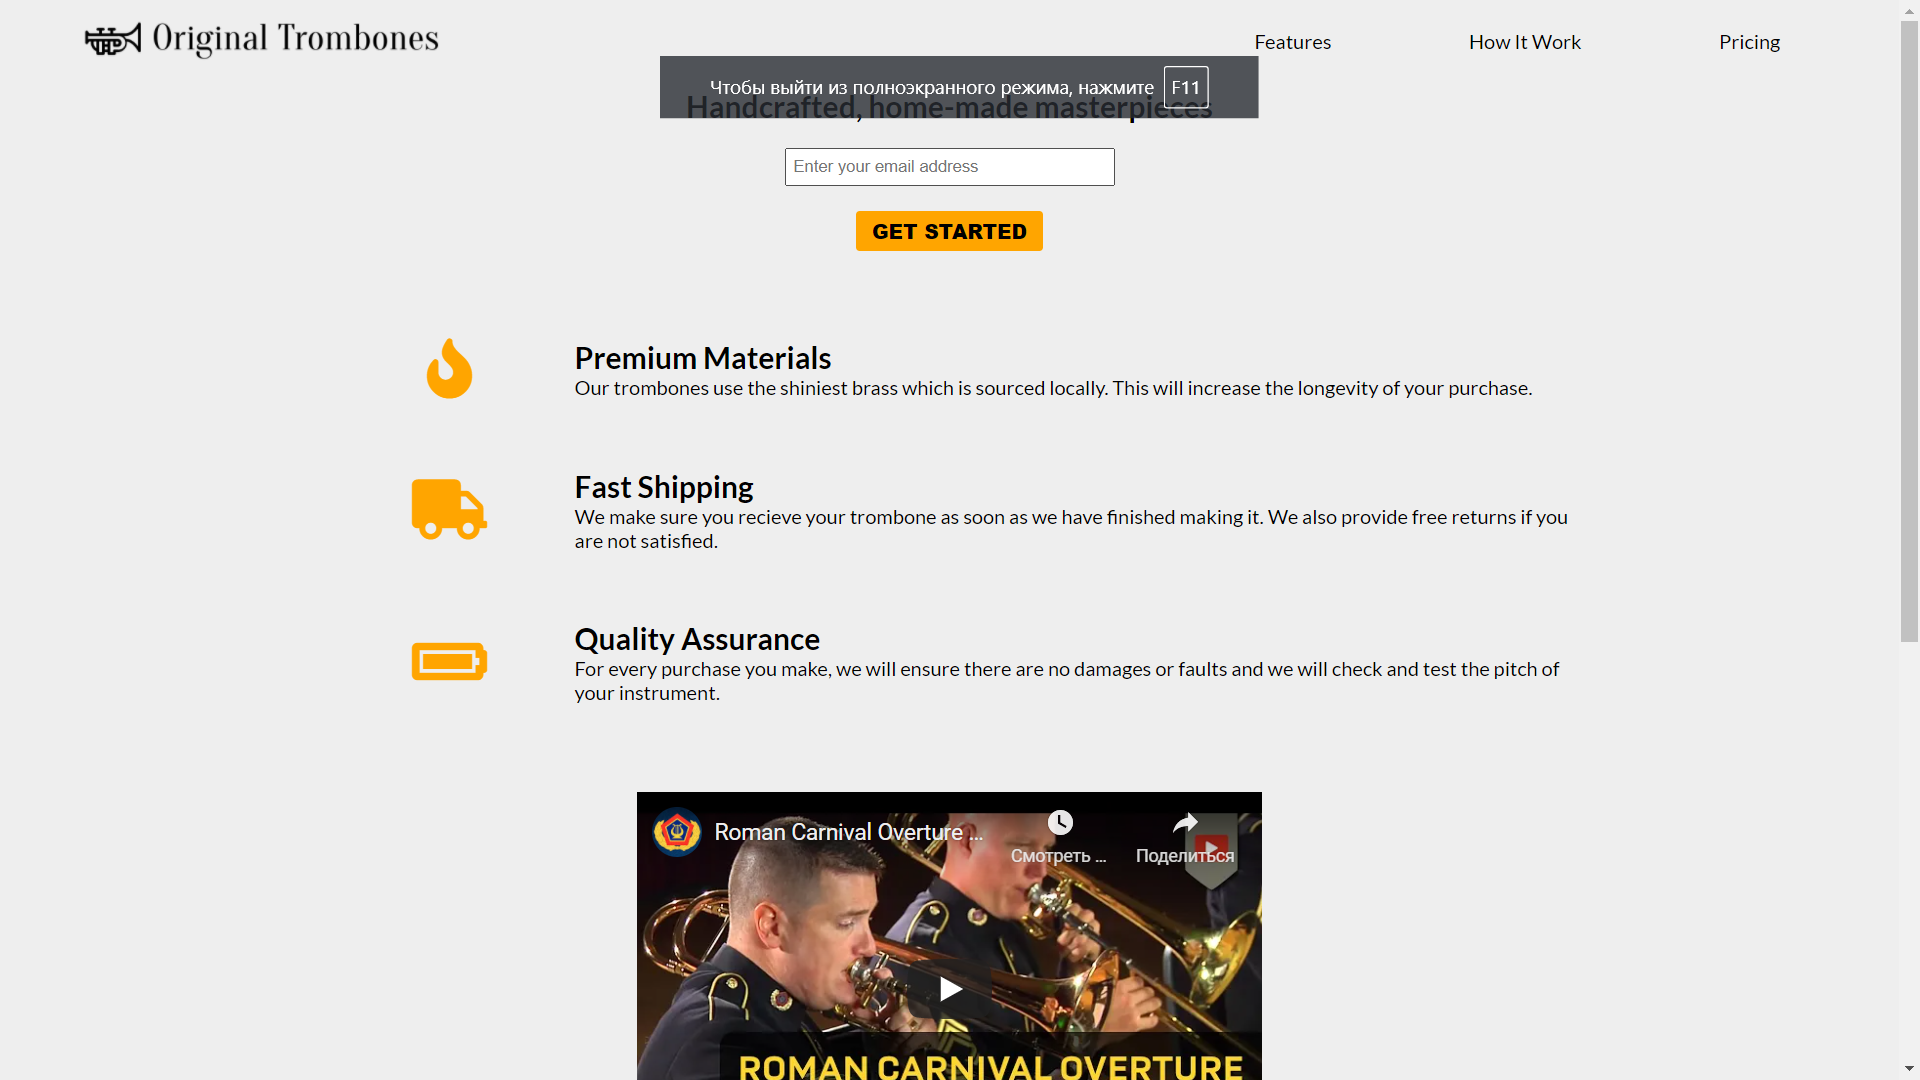 Original Trombones
Features
How It Work
Pricing
Чтобы выйти из полноэкранного режима, нажмите F11
Handcrafted, home-made masterpieces
Enter your email address
GET STARTED
Premium Materials
Our trombones use the shiniest brass which is sourced locally. This will increase the longevity of your purchase.
Fast Shipping
We make sure you recieve your trombone as soon as we have finished making it. We also provide free returns if you
are not satisfied.
Quality Assurance
For every purchase you make, we will ensure there are no damages or faults and we will check and test the pitch of
your instrument.
Roman Carnival Overture ...
Смотреть ...
Поделиться
ROMAN CARNIVAL OVERTURE